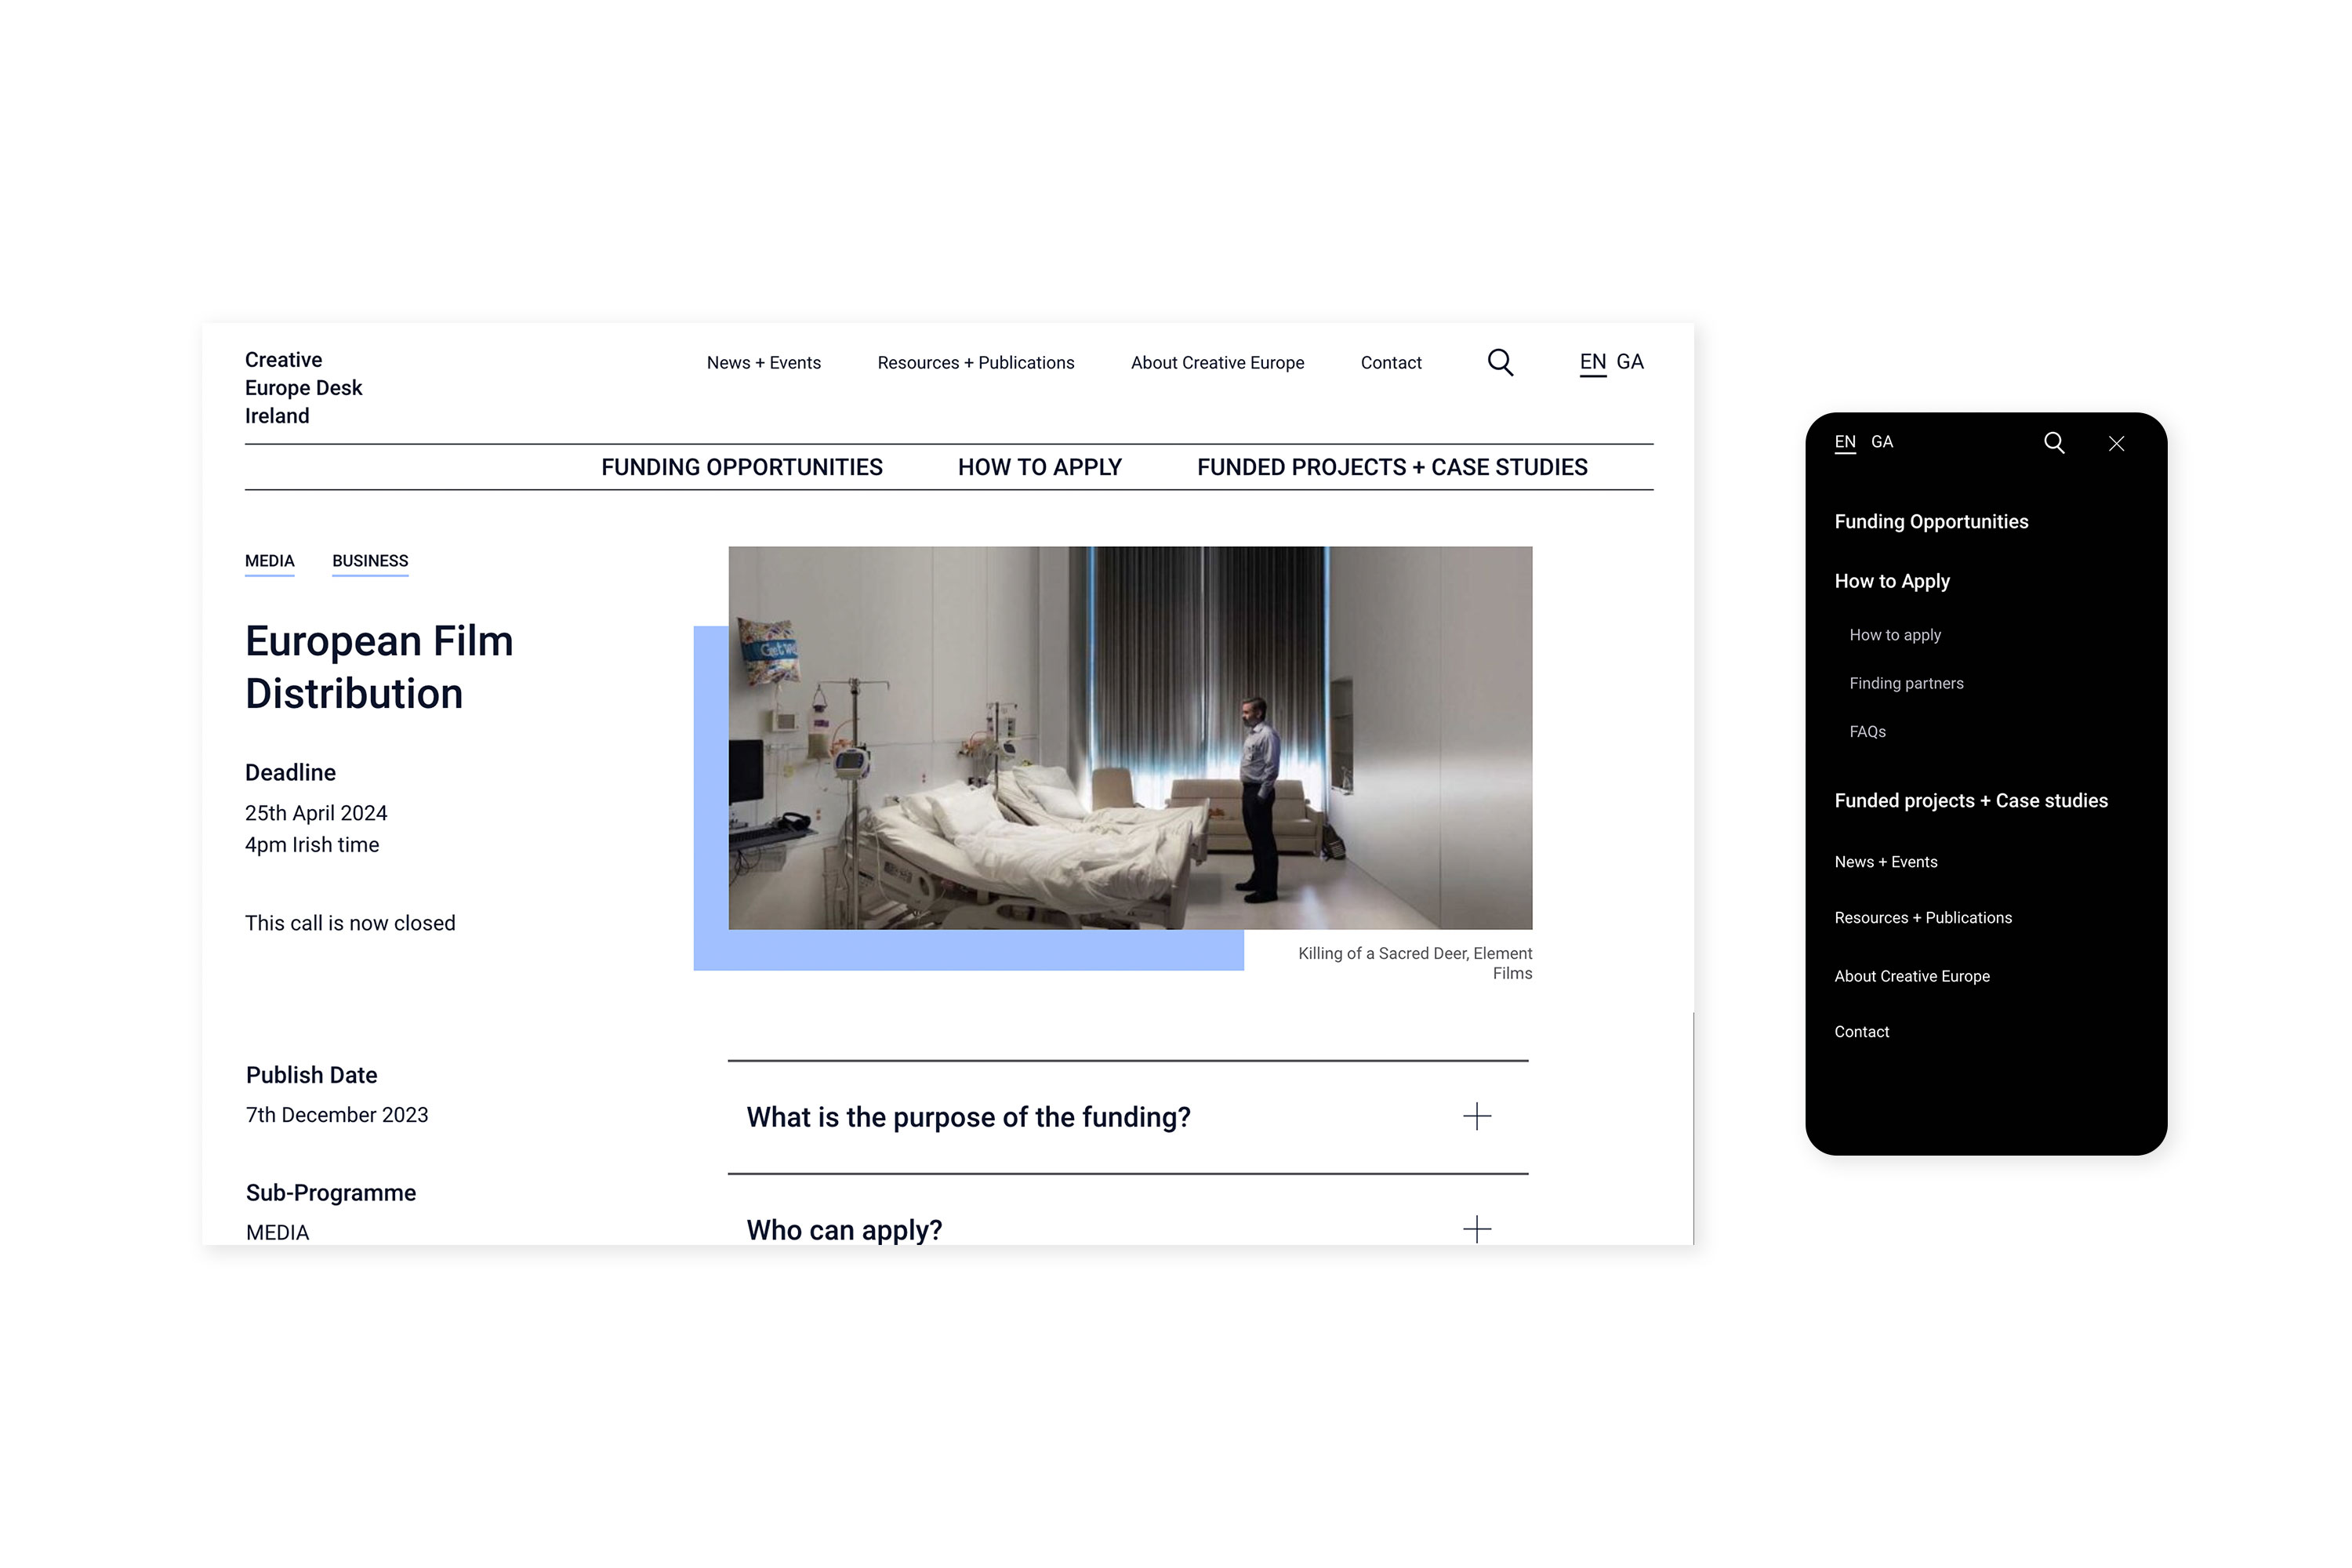 Creative
Europe Desk
Ireland
News + Events
Resources + Publications
About Creative Europe
Contact
EN GA
FUNDING OPPORTUNITIES
HOW TO APPLY
FUNDED PROJECTS + CASE STUDIES
MEDIA
BUSINESS
European Film
Distribution
Deadline
25th April 2024
4pm Irish time
This call is now closed
Get we
Killing of a Sacred Deer, Element
Films
Publish Date
7th December 2023
Sub-Programme
MEDIA
What is the purpose of the funding?
Who can apply?
EN GA
Funding Opportunities
How to Apply
How to apply
Finding partners
FAQs
Funded projects + Case studies
News + Events
Resources + Publications
About Creative Europe
Contact